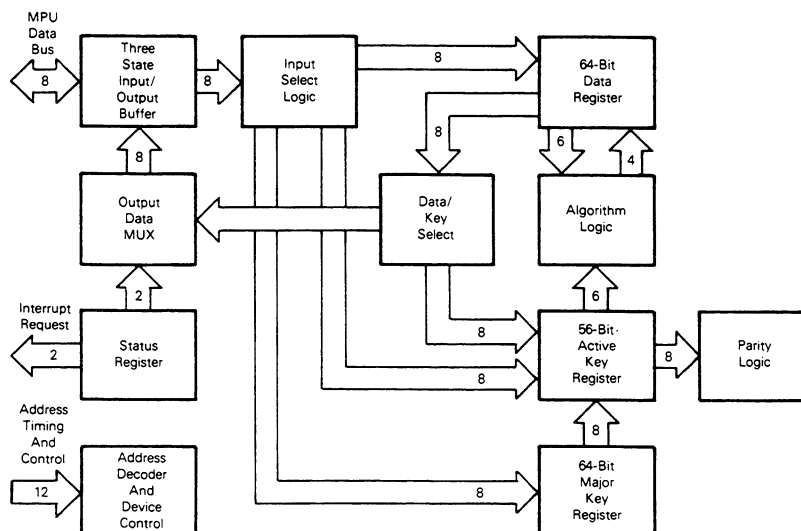 MPU
Data
Bus
8
Three
State
Input/
Output
Buffer
8
Input
Select
Logic
8
64-Bit
Data
Register
8
8
6
4
Output
Data
MUX
Data/
Key
Select
Algorithm
Logic
2
6
Interrupt
Request
2
Status
Register
8
8
56-Bit·
Active
Key
Register
8
Parity
Logic
Address
Timing
And
Control
12
Address
Decoder
And
Device
Control
8
8
64-Bit
Major
Key
Register